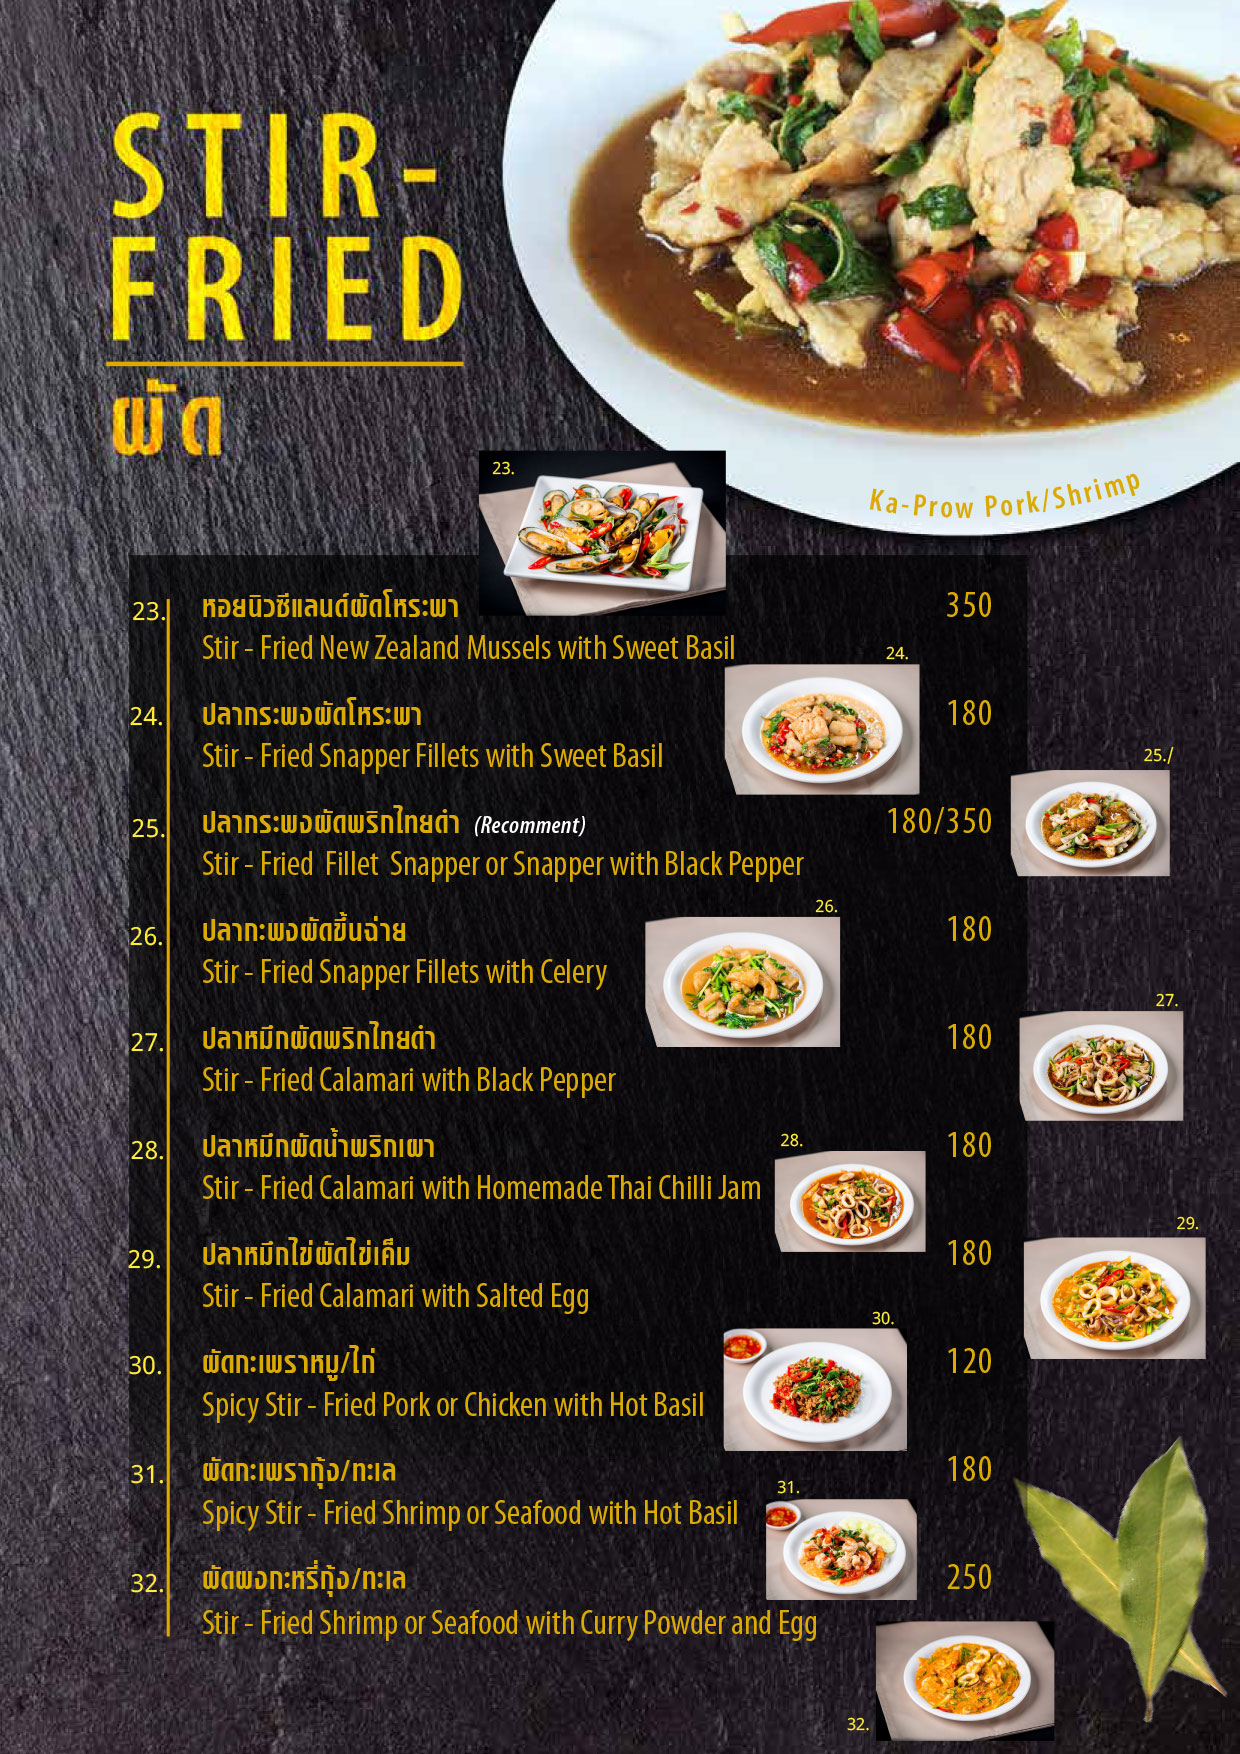 STIR-
FRIED
ผัด
Ka-Prow Pork/Shrimp
23.
23. หอยนิวซีแลนด์ผัดโหระพา 350
Stir - Fried New Zealand Mussels with Sweet Basil
24.
24. ปลากระพงผัดโหระพา 180
Stir - Fried Snapper Fillets with Sweet Basil
25./
25. ปลากระพงผัดพริกไทยดำ (Recomment) 180/350
Stir - Fried Fillet Snapper or Snapper with Black Pepper
26.
26. ปลากะพงผัดขึ้นฉ่าย 180
Stir - Fried Snapper Fillets with Celery
27.
27. ปลาหมึกผัดพริกไทยดำ 180
Stir - Fried Calamari with Black Pepper
28.
28. ปลาหมึกผัดน้ำพริกเผา 180
Stir - Fried Calamari with Homemade Thai Chilli Jam
29.
29. ปลาหมึกไข่ผัดไข่เค็ม 180
Stir - Fried Calamari with Salted Egg
30.
30. ผัดกะเพราหมู/ไก่ 120
Spicy Stir - Fried Pork or Chicken with Hot Basil
31. ผัดกะเพรากุ้ง/ทะเล 180
31.
Spicy Stir - Fried Shrimp or Seafood with Hot Basil
32. ผัดผงกะหรี่กุ้ง/ทะเล 250
Stir - Fried Shrimp or Seafood with Curry Powder and Egg
32.